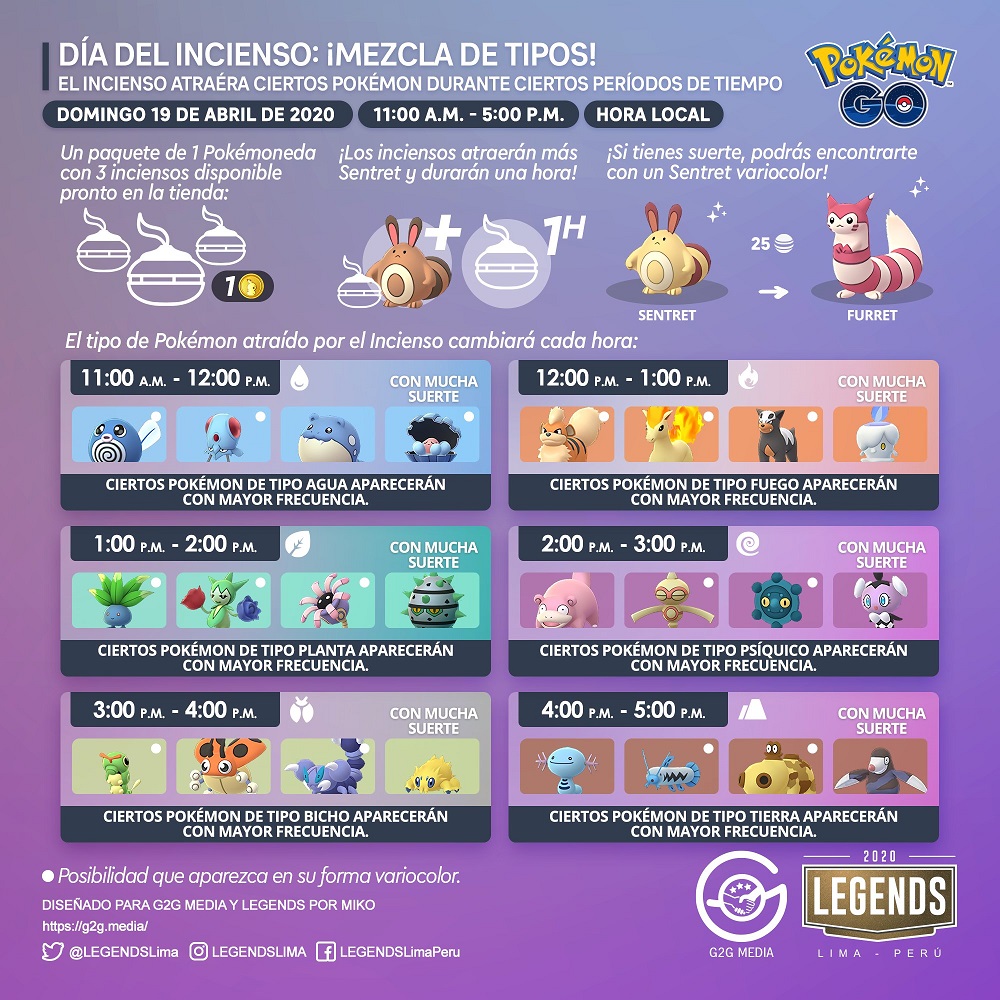 DÍA DEL INCIENSO: ¡MEZCLA DE TIPOS!
EL INCIENSO ATRAÉRA CIERTOS POKÉMON DURANTE CIERTOS PERÍODOS DE TIEMPO
POKÉMON
GO
DOMINGO 19 DE ABRIL DE 2020
11:00 A.M. - 5:00 P.M.
HORA LOCAL
Un paquete de 1 Pokémoneda
con 3 inciensos disponible
pronto en la tienda:
1
¡Los inciensos atraerán más
Sentret y durarán una hora!
+
1H
¡Si tienes suerte, podrás encontrarte
con un Sentret variocolor!
25
SENTRET
FURRET
El tipo de Pokémon atraído por el Incienso cambiará cada hora:
11:00 A.M. - 12:00 P.M.
CON MUCHA
SUERTE
CIERTOS POKÉMON DE TIPO AGUA APARECERÁN
CON MAYOR FRECUENCIA.
12:00 P.M. - 1:00 P.M.
CON MUCHA
SUERTE
CIERTOS POKÉMON DE TIPO FUEGO APARECERÁN
CON MAYOR FRECUENCIA.
1:00 P.M. - 2:00 P.M.
CON MUCHA
SUERTE
CIERTOS POKÉMON DE TIPO PLANTA APARECERÁN
CON MAYOR FRECUENCIA.
2:00 P.M. - 3:00 P.M.
CON MUCHA
SUERTE
CIERTOS POKÉMON DE TIPO PSÍQUICO APARECERÁN
CON MAYOR FRECUENCIA.
3:00 P.M. - 4:00 P.M.
CON MUCHA
SUERTE
CIERTOS POKÉMON DE TIPO BICHO APARECERÁN
CON MAYOR FRECUENCIA.
4:00 P.M. - 5:00 P.M.
CON MUCHA
SUERTE
CIERTOS POKÉMON DE TIPO TIERRA APARECERÁN
CON MAYOR FRECUENCIA.
Posibilidad que aparezca en su forma variocolor.
DISEÑADO PARA G2G MEDIA Y LEGENDS POR MIKO
https://g2g.media/
@LEGENDSLima
LEGENDSLIMA
LEGENDSLimaPeru
G2G MEDIA
2020
LEGENDS
LIMA - PERÚ